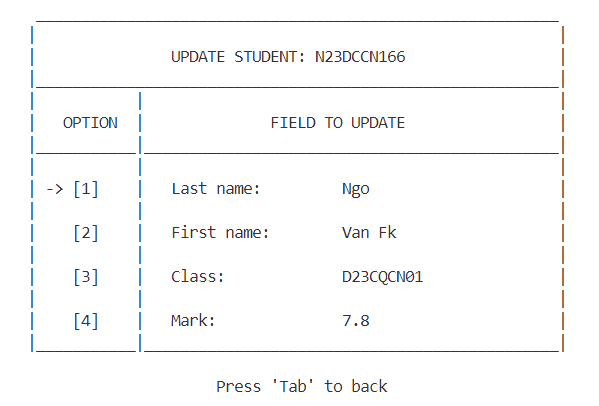 UPDATE STUDENT: N23DCCN166
OPTION FIELD TO UPDATE
-> [1] Last name: Ngo
[2] First name: Van Fk
[3] Class: D23CQCN01
[4] Mark: 7.8
Press 'Tab' to back